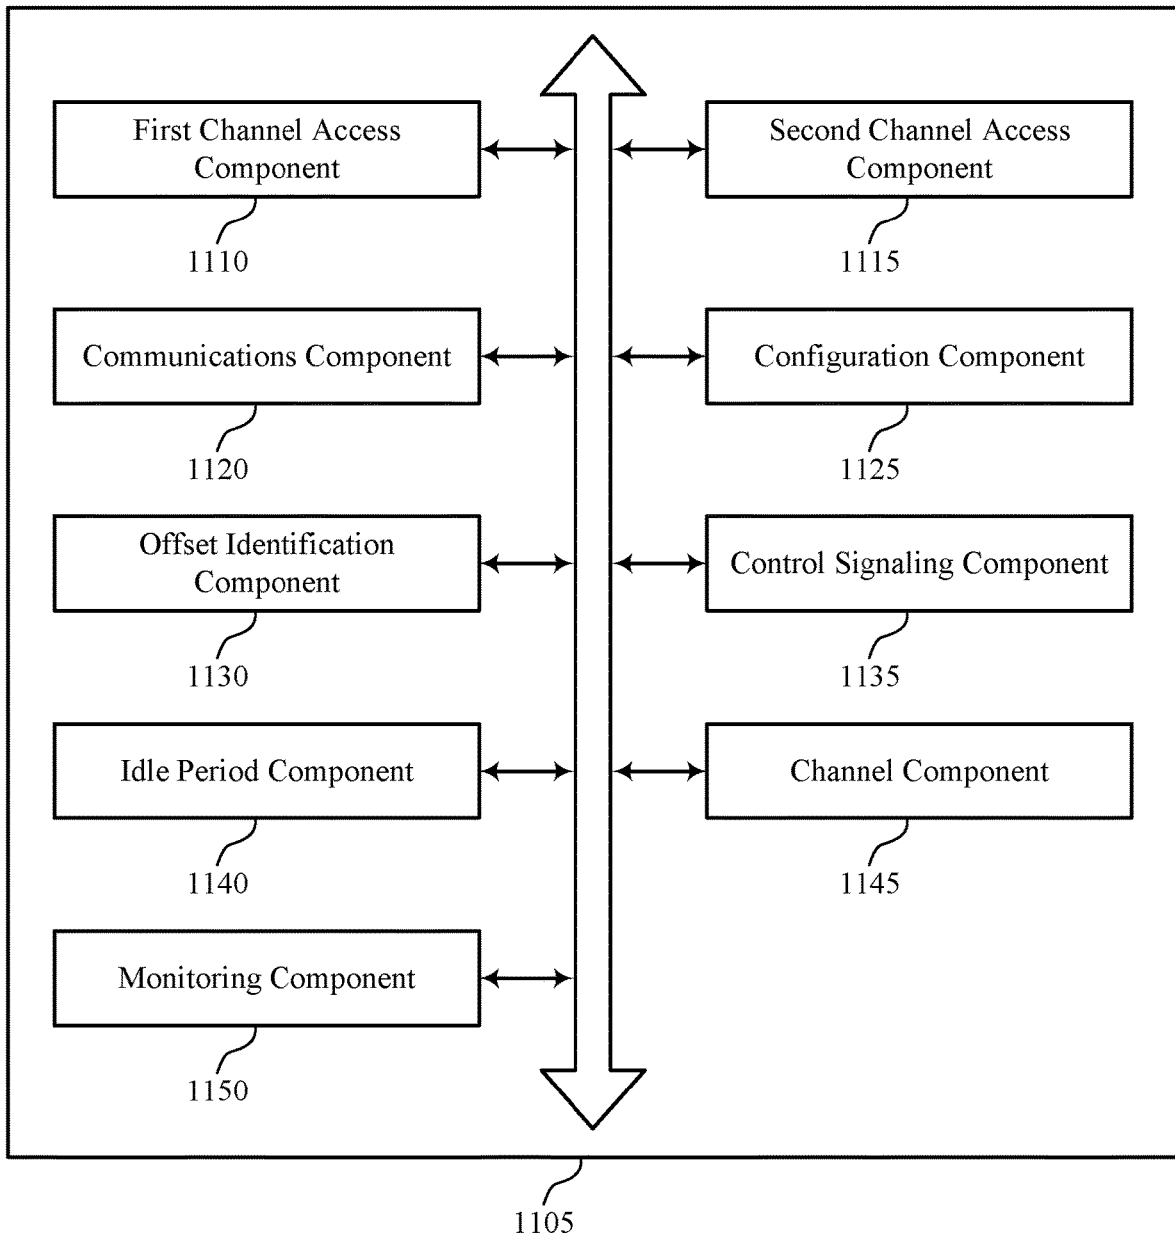 First Channel Access
Component
1110
Second Channel Access
Component
1115
Communications Component
1120
Configuration Component
1125
Offset Identification
Component
1130
Control Signaling Component
1135
Idle Period Component
1140
Channel Component
1145
Monitoring Component
1150
1105